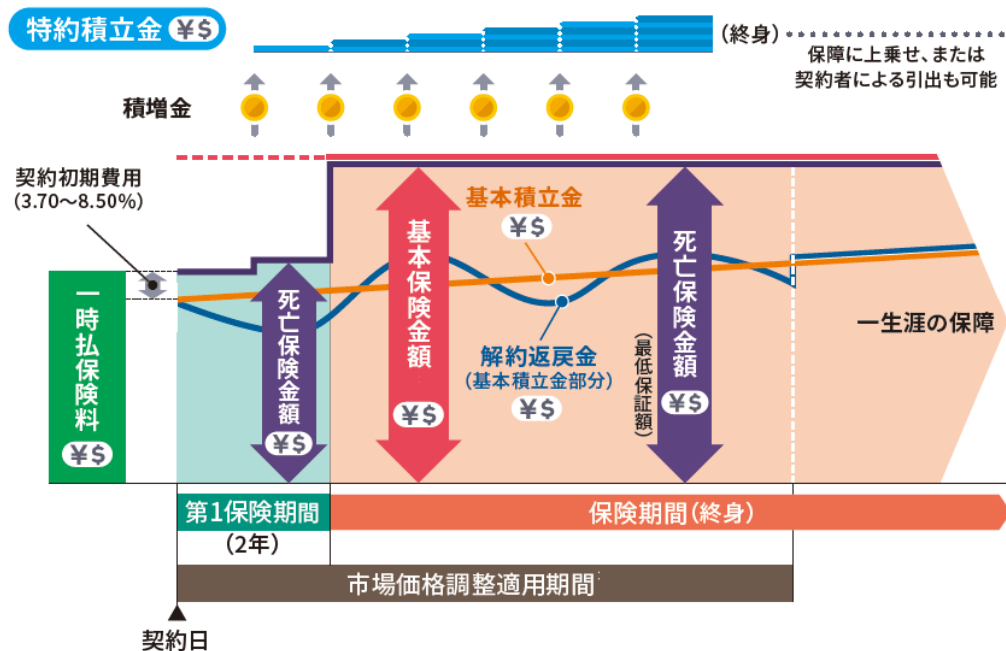 特約積立金 ¥$
(終身)
保障に上乗せ、または
契約者による引出も可能
積増金
契約初期費用
(3.70～8.50%)
基本積立金
¥$
一時払保険料
¥$
死亡保険金額
¥$
基本保険金額
¥$
解約返戻金
(基本積立金部分)
¥$
死亡保険金額
(最低保証額)
¥$
一生涯の保障
第1保険期間
(2年)
保険期間(終身)
市場価格調整適用期間
契約日